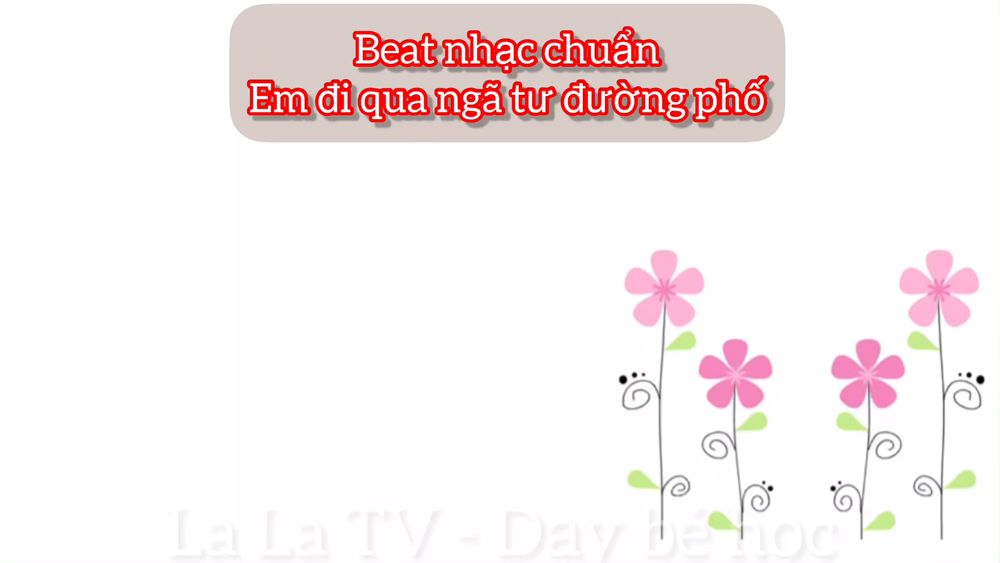 Beat nhạc chuẩn
Em đi qua ngã tư đường phố
La La TV - Dạy bé học